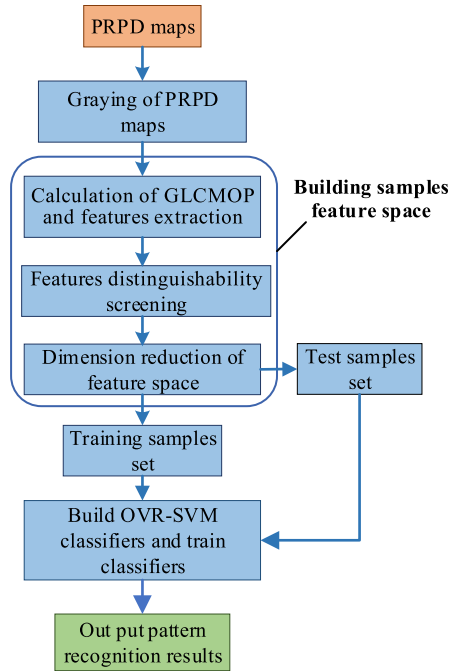 PRPD maps
Graying of PRPD
maps
Calculation of GLCMOP
and features extraction
Building samples
feature space
Features distinguishability
screening
Dimension reduction of
feature space
Test samples
set
Training samples
set
Build OVR-SVM
classifiers and train
classifiers
Out put pattern
recognition results